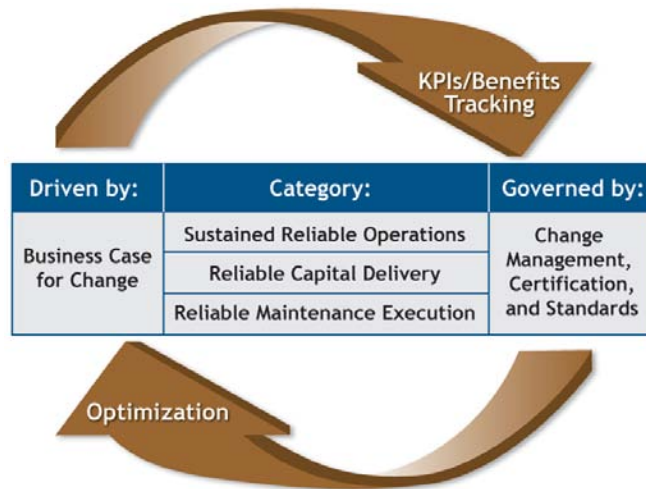 KPIs/Benefits
Tracking
Driven by:
Category:
Governed by:
Business Case
for Change
Sustained Reliable Operations
Reliable Capital Delivery
Reliable Maintenance Execution
Change
Management,
Certification,
and Standards
Optimization